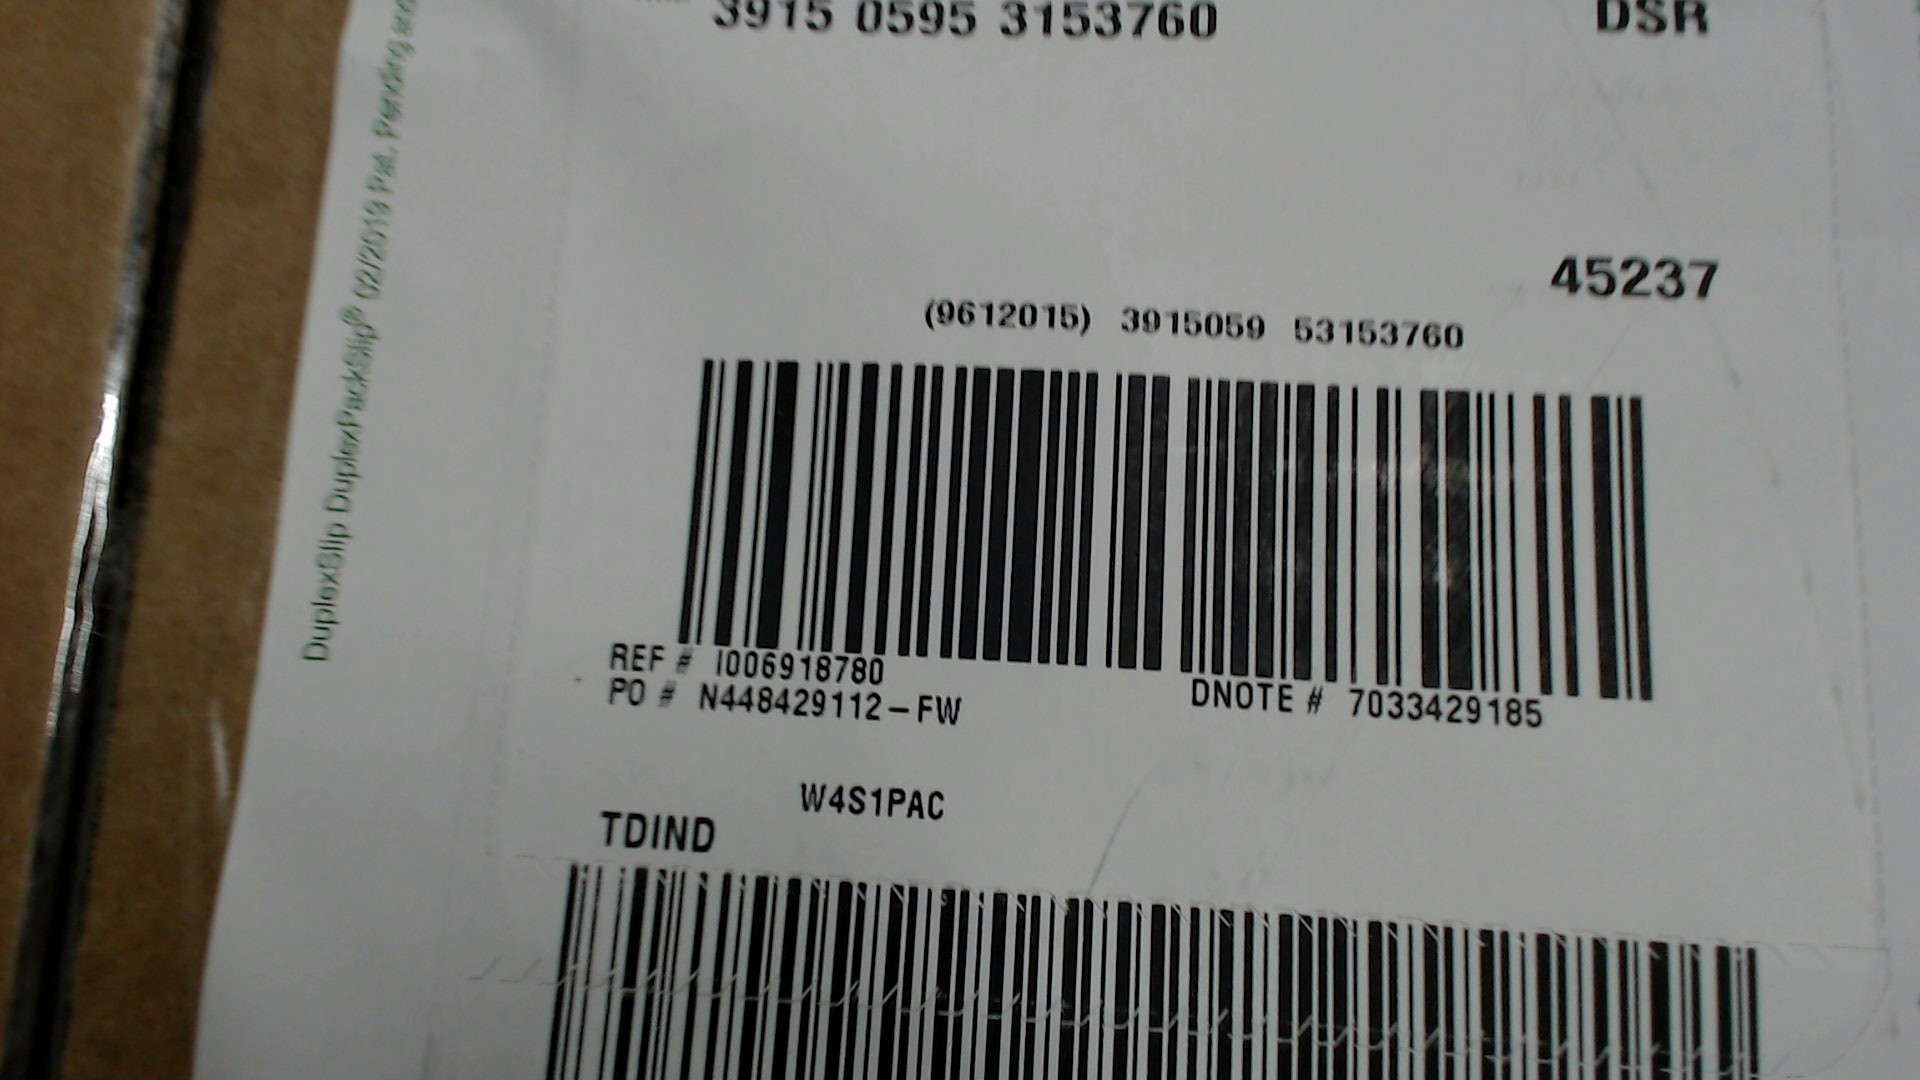 3915 0595 3153760
DSR
45237
(9612015) 3915059 53153760
REF # I006918780
PO # N448429112-FW
DNOTE # 7033429185
W4S1PAC
TDIND
DuplexSlip DuplexPackSlip® 02/2019 Pat. Pending